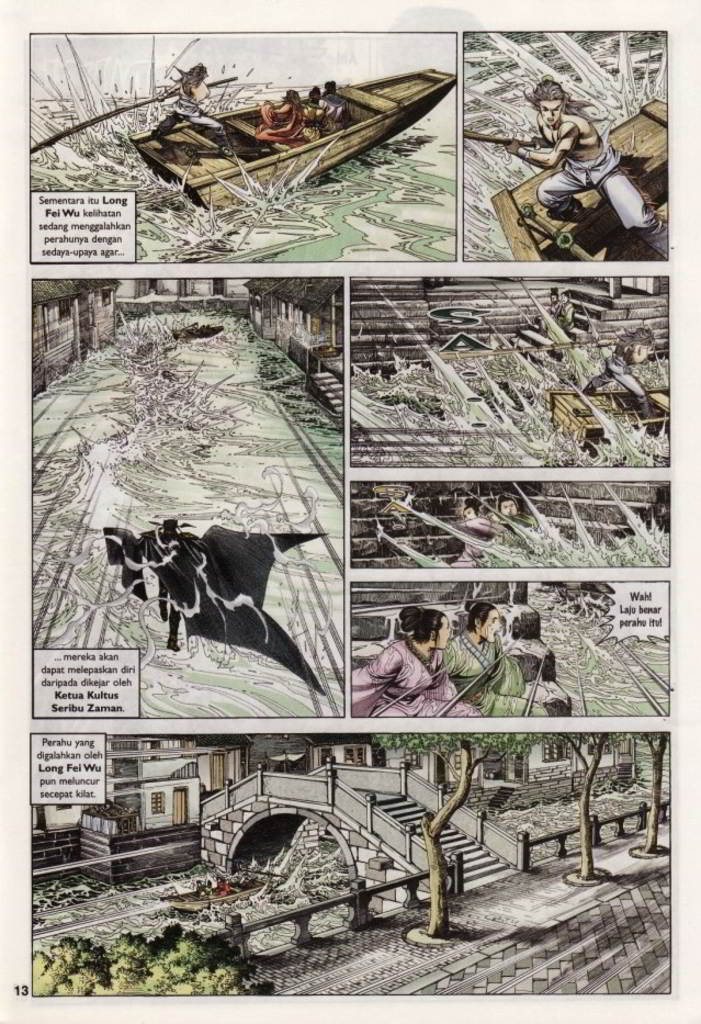 Sementara itu Long
Fei Wu kelihatan
sedang menggalahkan
perahunya dengan
sedaya-upaya agar...
... mereka akan
dapat melepaskan diri
daripada dikejar oleh
Ketua Kultus
Seribu Zaman.
Wah!
Laju benar
perahu itu!
Perahu yang
digalahkan oleh
Long Fei Wu
pun meluncur
secepat kilat.
13